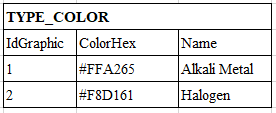 TYPE_COLOR
IdGraphic ColorHex Name
1 #FFA265 Alkali Metal
2 #F8D161 Halogen